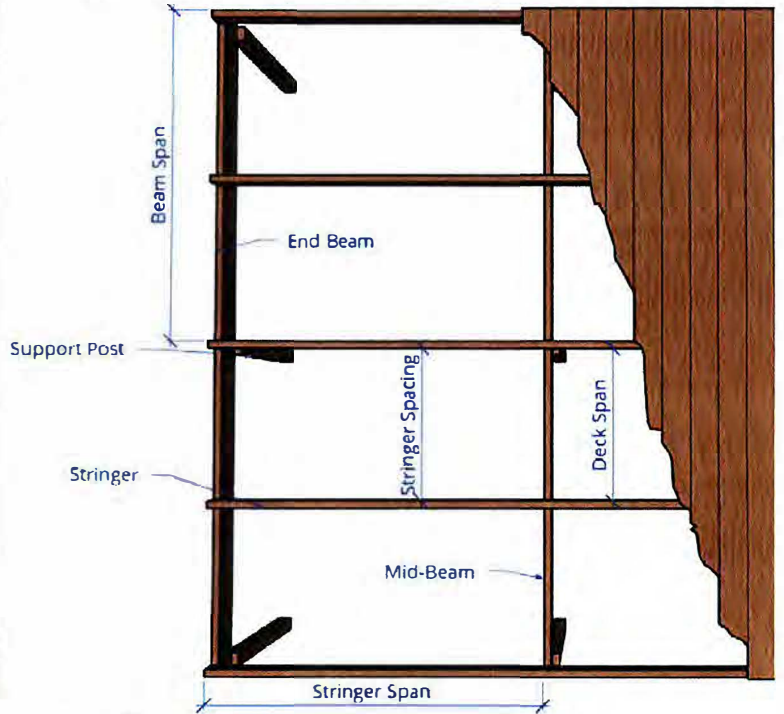 Beam Span
End Beam
Support Post
Stringer Spacing
Deck Span
Stringer
Mid-Beam
Stringer Span